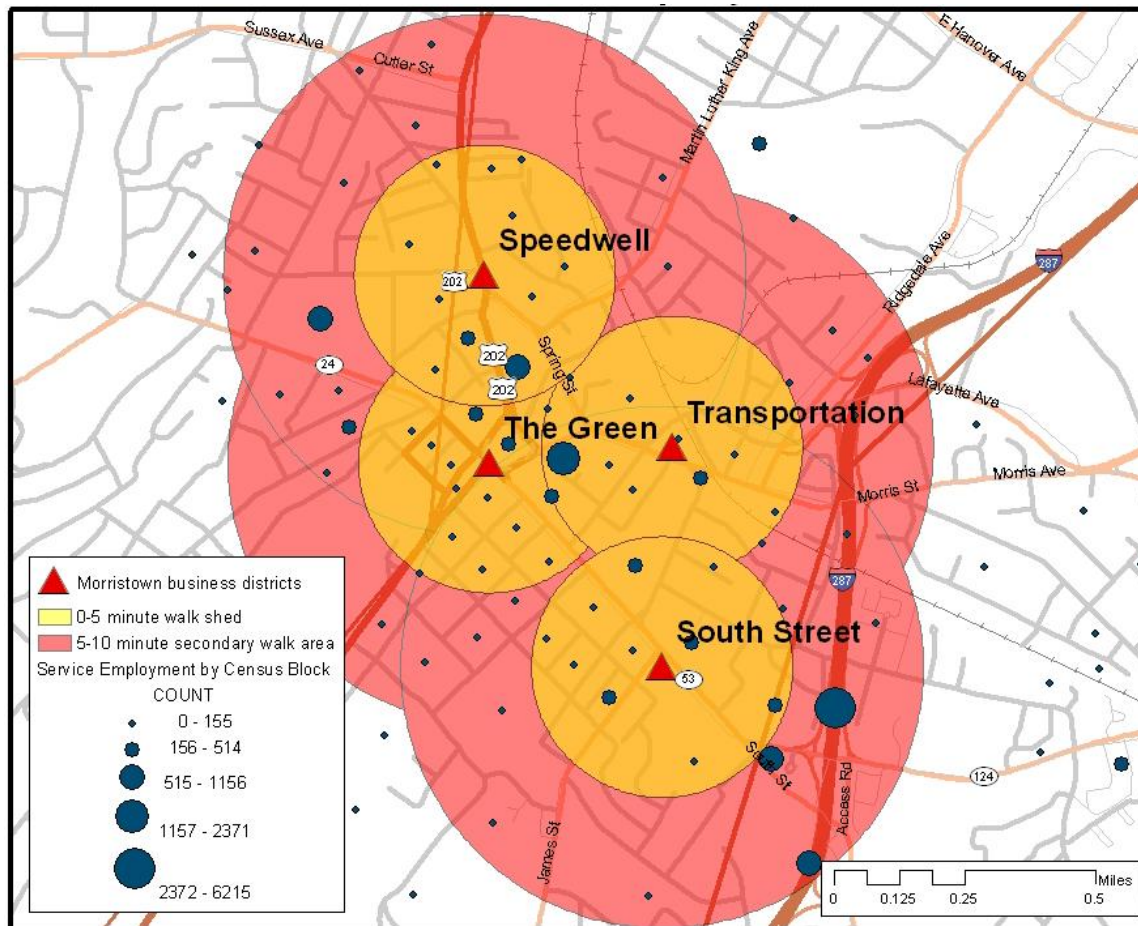 Sussex Ave
Cutler St
Martin Luther King Ave
E Hanover Ave
Speedwell
202
287
Ridgedale Ave
24
202
Spring St
202
Lafayette Ave
The Green
Transportation
Morris Ave
Morris St
287
South Street
53
South St
124
Access Rd
James St
Morristown business districts
0-5 minute walk shed
5-10 minute secondary walk area
Service Employment by Census Block
COUNT
0 - 155
156 - 514
515 - 1156
1157 - 2371
2372 - 6215
Miles
0 0.125 0.25 0.5